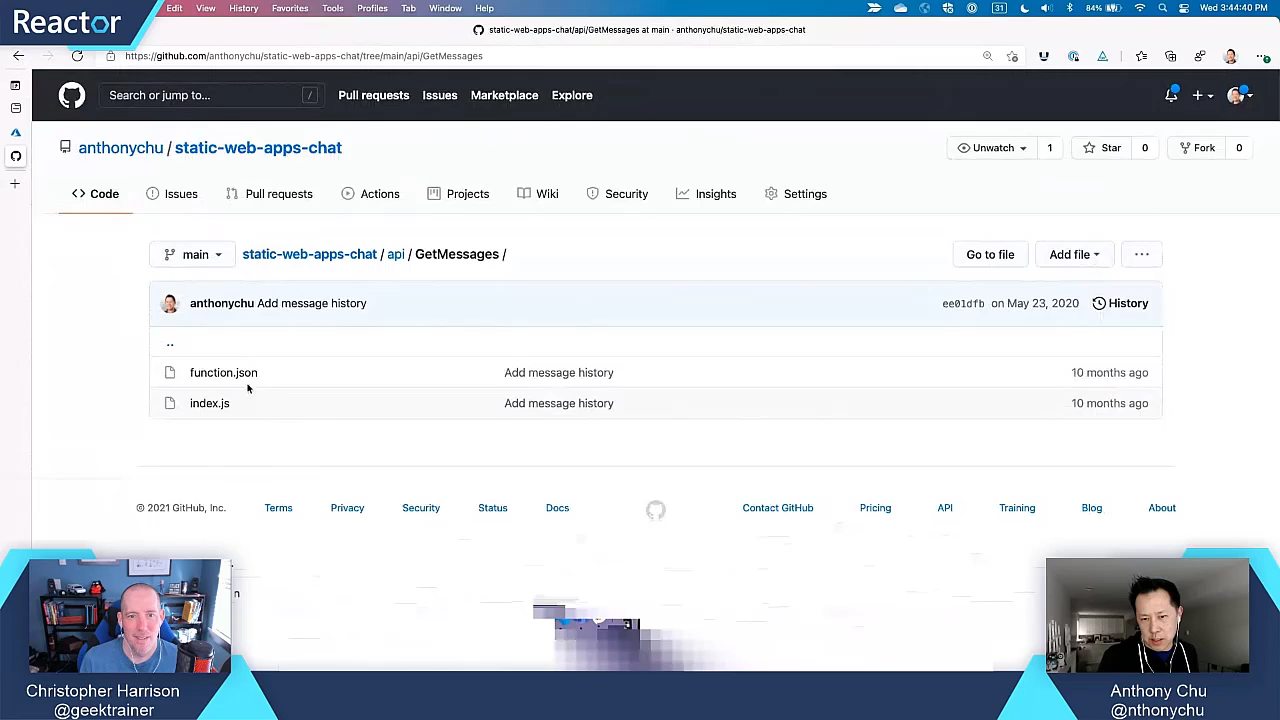 Reactor
Edit View History Favorites Tools Profiles Tab Window Help
31 84% Wed 3:44:40 PM
static-web-apps-chat/api/GetMessages at main · anthonychu/static-web-apps-chat
https://github.com/anthonychu/static-web-apps-chat/tree/main/api/GetMessages
Search or jump to... /
Pull requests Issues Marketplace Explore
anthonychu / static-web-apps-chat
Unwatch 1 Star 0 Fork 0
Code Issues Pull requests Actions Projects Wiki Security Insights Settings
main static-web-apps-chat / api / GetMessages /
Go to file Add file ...
anthonychu Add message history ee01dfb on May 23, 2020 History
..
function.json Add message history 10 months ago
index.js Add message history 10 months ago
© 2021 GitHub, Inc. Terms Privacy Security Status Docs Contact GitHub Pricing API Training Blog About
n
Christopher Harrison
@geektrainer
Anthony Chu
@nthonychu